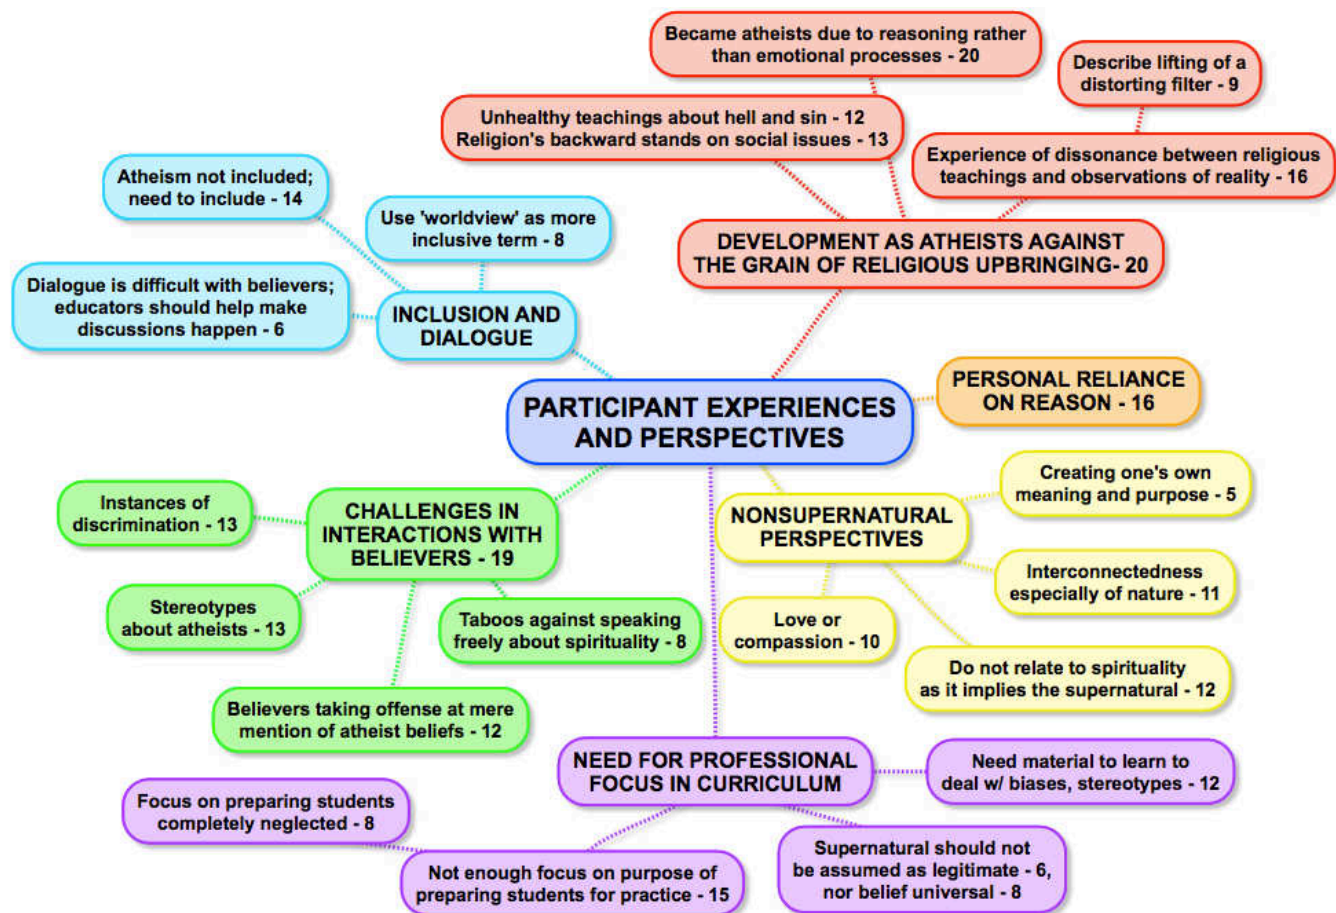 Became atheists due to reasoning rather
than emotional processes - 20
Describe lifting of a
distorting filter - 9
Unhealthy teachings about hell and sin - 12
Religion's backward stands on social issues - 13
Experience of dissonance between religious
teachings and observations of reality - 16
Atheism not included;
need to include - 14
Use 'worldview' as more
inclusive term - 8
DEVELOPMENT AS ATHEISTS AGAINST
THE GRAIN OF RELIGIOUS UPBRINGING- 20
Dialogue is difficult with believers;
educators should help make
discussions happen - 6
INCLUSION AND
DIALOGUE
PERSONAL RELIANCE
ON REASON - 16
PARTICIPANT EXPERIENCES
AND PERSPECTIVES
Creating one's own
meaning and purpose - 5
Instances of
discrimination - 13
CHALLENGES IN
INTERACTIONS WITH
BELIEVERS - 19
NONSUPERNATURAL
PERSPECTIVES
Interconnectedness
especially of nature - 11
Stereotypes
about atheists - 13
Taboos against speaking
freely about spirituality - 8
Love or
compassion - 10
Do not relate to spirituality
as it implies the supernatural - 12
Believers taking offense at mere
mention of atheist beliefs - 12
NEED FOR PROFESSIONAL
FOCUS IN CURRICULUM
Need material to learn to
deal w/ biases, stereotypes - 12
Focus on preparing students
completely neglected - 8
Not enough focus on purpose of
preparing students for practice - 15
Supernatural should not
be assumed as legitimate - 6,
nor belief universal - 8